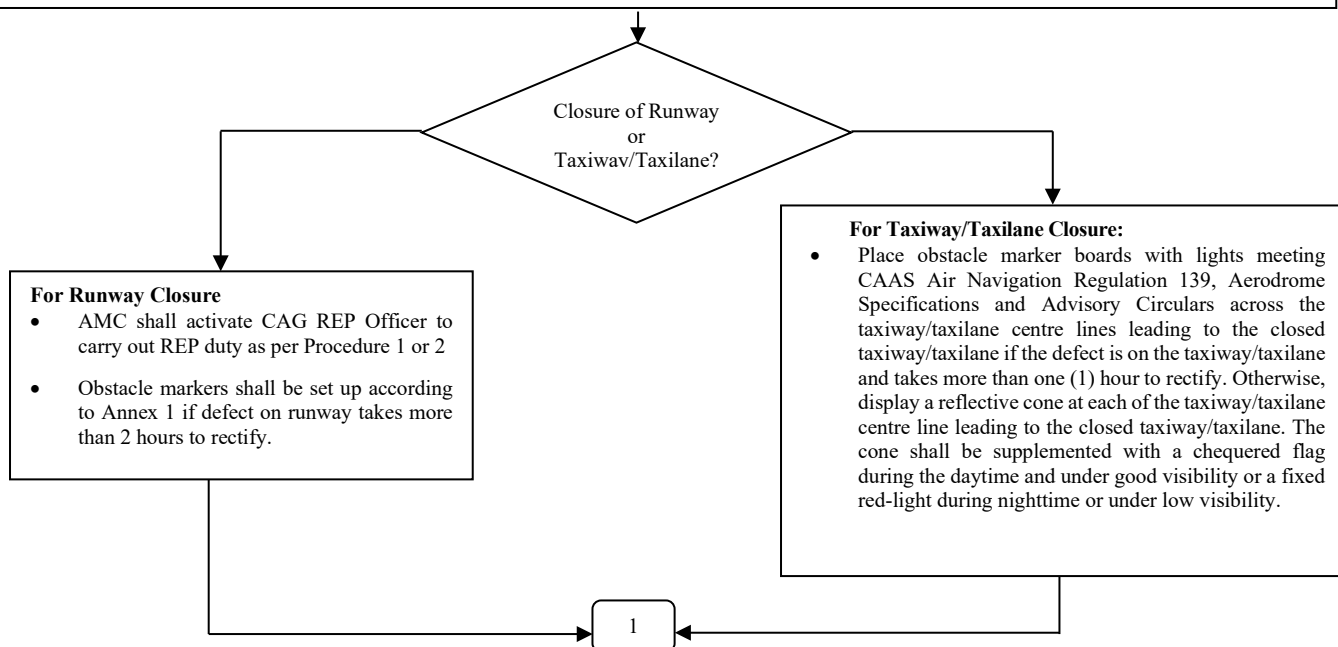 Closure of Runway
or
Taxiway/Taxilane?
For Runway Closure
• AMC shall activate CAG REP Officer to
carry out REP duty as per Procedure 1 or 2
• Obstacle markers shall be set up according
to Annex 1 if defect on runway takes more
than 2 hours to rectify.
For Taxiway/Taxilane Closure:
• Place obstacle marker boards with lights meeting
CAAS Air Navigation Regulation 139, Aerodrome
Specifications and Advisory Circulars across the
taxiway/taxilane centre lines leading to the closed
taxiway/taxilane if the defect is on the taxiway/taxilane
and takes more than one (1) hour to rectify. Otherwise,
display a reflective cone at each of the taxiway/taxilane
centre line leading to the closed taxiway/taxilane. The
cone shall be supplemented with a chequered flag
during the daytime and under good visibility or a fixed
red-light during nighttime or under low visibility.
1